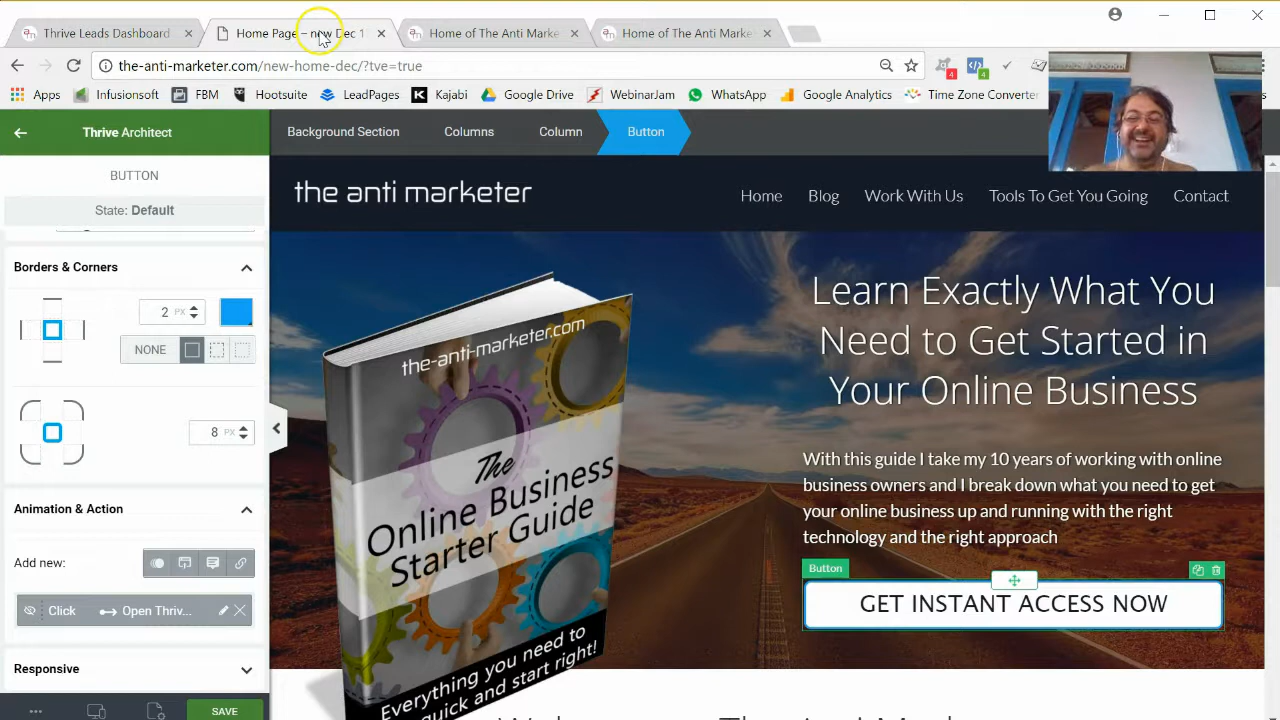 Thrive Leads Dashboard
Home Page – new Dec 1
Home of The Anti Marke
Home of The Anti Marke
the-anti-marketer.com/new-home-dec/?tve=true
4
4
Apps
Infusionsoft
FBM
Hootsuite
LeadPages
Kajabi
Google Drive
WebinarJam
WhatsApp
Google Analytics
Time Zone Converter
Thrive Architect
Background Section
Columns
Column
Button
BUTTON
State: Default
Borders & Corners
2 PX
NONE
8 PX
Animation & Action
Add new:
Click
Open Thriv...
Responsive
SAVE
the anti marketer
Home
Blog
Work With Us
Tools To Get You Going
Contact
the-anti-marketer.com
The
Online Business
Starter Guide
Everything you need to
quick and start right!
Learn Exactly What You
Need to Get Started in
Your Online Business
With this guide I take my 10 years of working with online
business owners and I break down what you need to get
your online business up and running with the right
technology and the right approach
Button
GET INSTANT ACCESS NOW